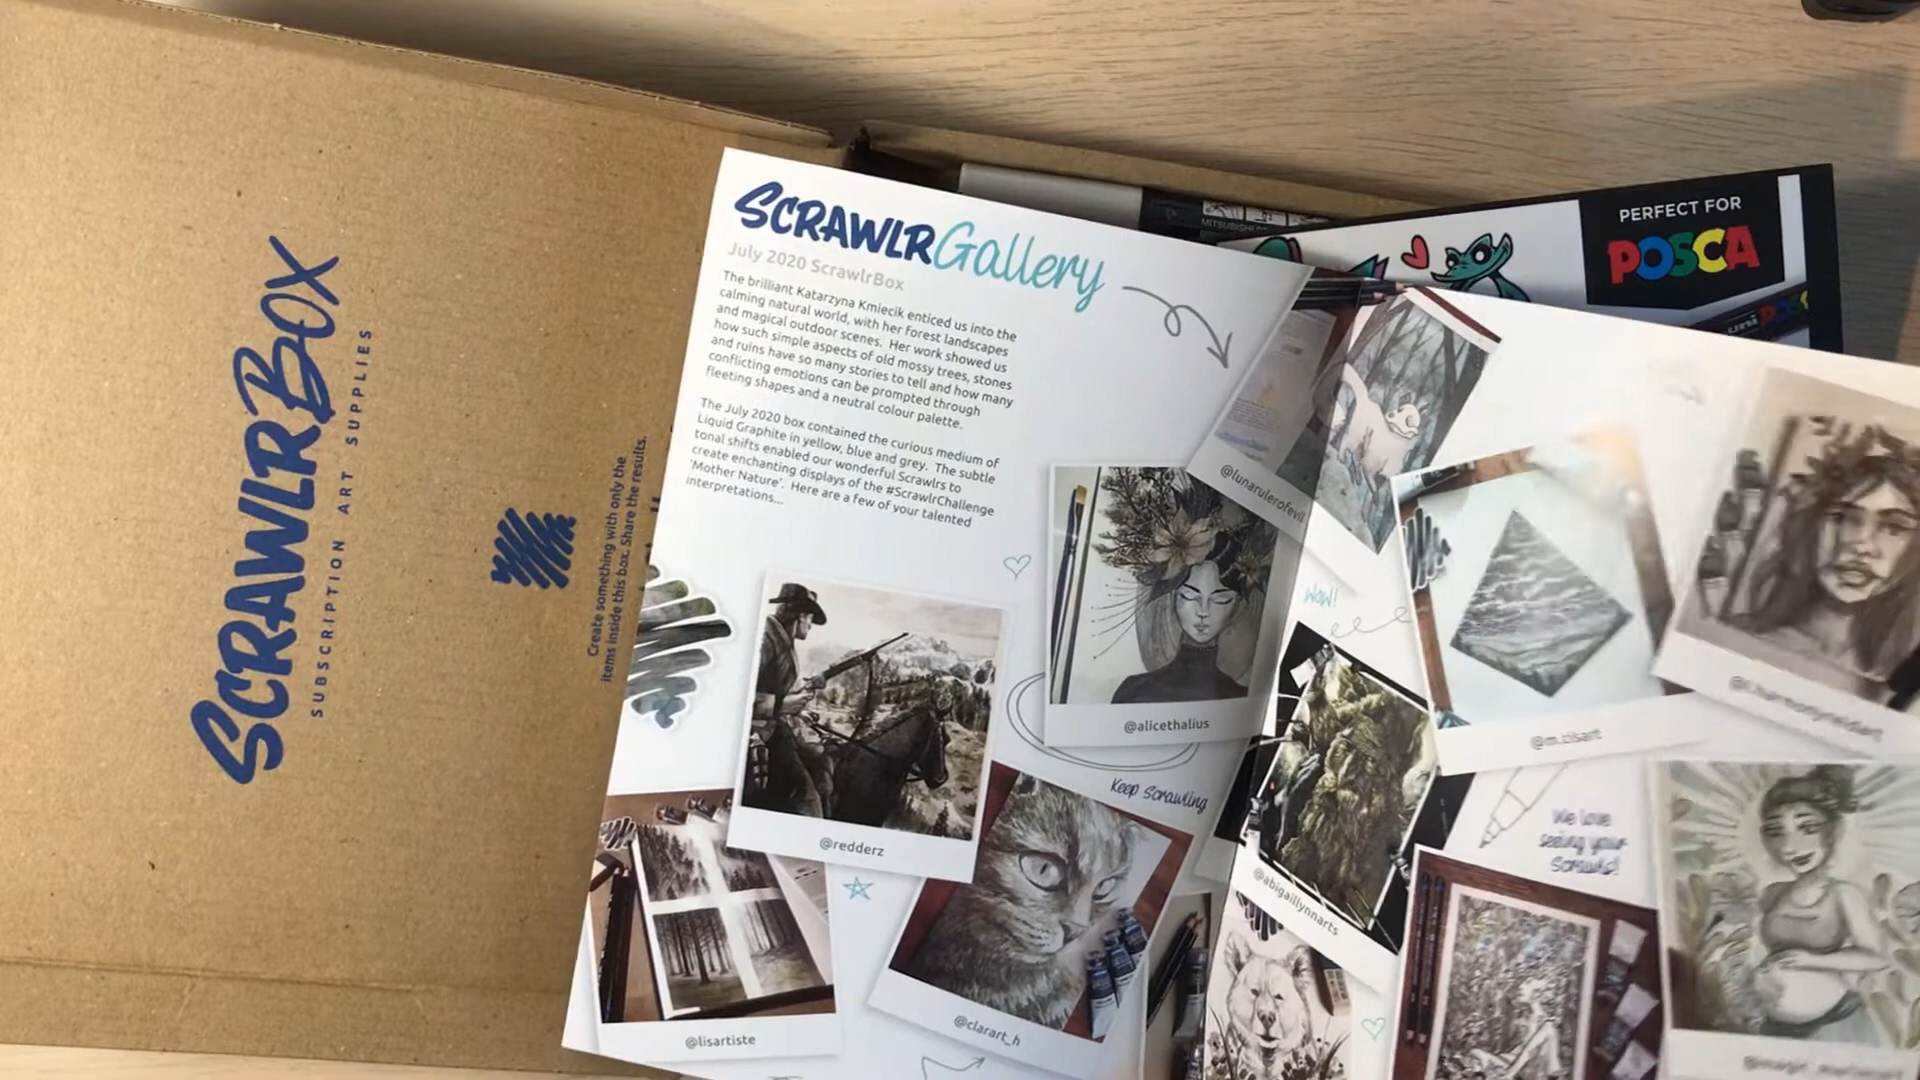 SCRAWLRBOX
SUBSCRIPTION ART SUPPLIES
Create something with only the
items inside this box. Share the results.
SCRAWLRGallery
July 2020 ScrawlrBox
The brilliant Katarzyna Kmiecik enticed us into the
calming natural world, with her forest landscapes
and magical outdoor scenes. Her work showed us
how such simple aspects of old mossy trees, stones
and ruins have so many stories to tell and how many
conflicting emotions can be prompted through
fleeting shapes and a neutral colour palette.
The July 2020 box contained the curious medium of
Liquid Graphite in yellow, blue and grey. The subtle
tonal shifts enabled our wonderful Scrawlrs to
create enchanting displays of the #ScrawlrChallenge
'Mother Nature'. Here are a few of your talented
interpretations...
@lunarulerofevil
@alicethalius
@redderz
@lisartiste
Keep Scrawling
@clarart_h
Wow!
@abigaillynnarts
@m.zisart
We love
seeing your
Scrawls!
MITSUBISHI
PERFECT FOR
POSCA
uni POSCA